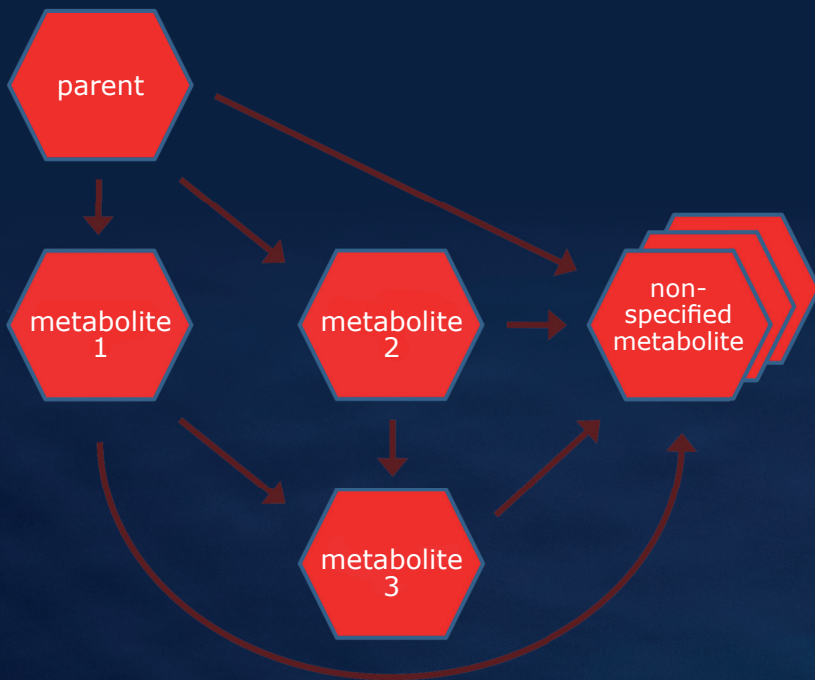 parent
metabolite
1
metabolite
2
non-
specified
metabolite
metabolite
3